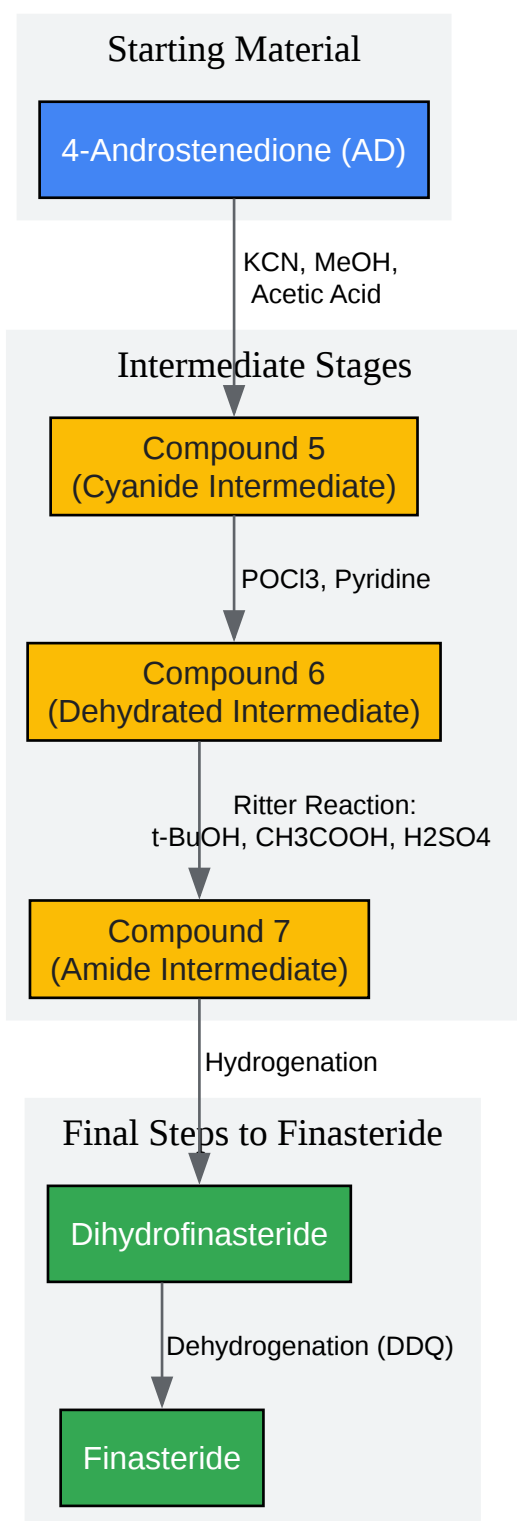 Starting Material
4-Androstenedione (AD)
KCN, MeOH,
Acetic Acid
Intermediate Stages
Compound 5
(Cyanide Intermediate)
POCl3, Pyridine
Compound 6
(Dehydrated Intermediate)
Ritter Reaction:
t-BuOH, CH3COOH, H2SO4
Compound 7
(Amide Intermediate)
Hydrogenation
Final Steps to Finasteride
Dihydrofinasteride
Dehydrogenation (DDQ)
Finasteride